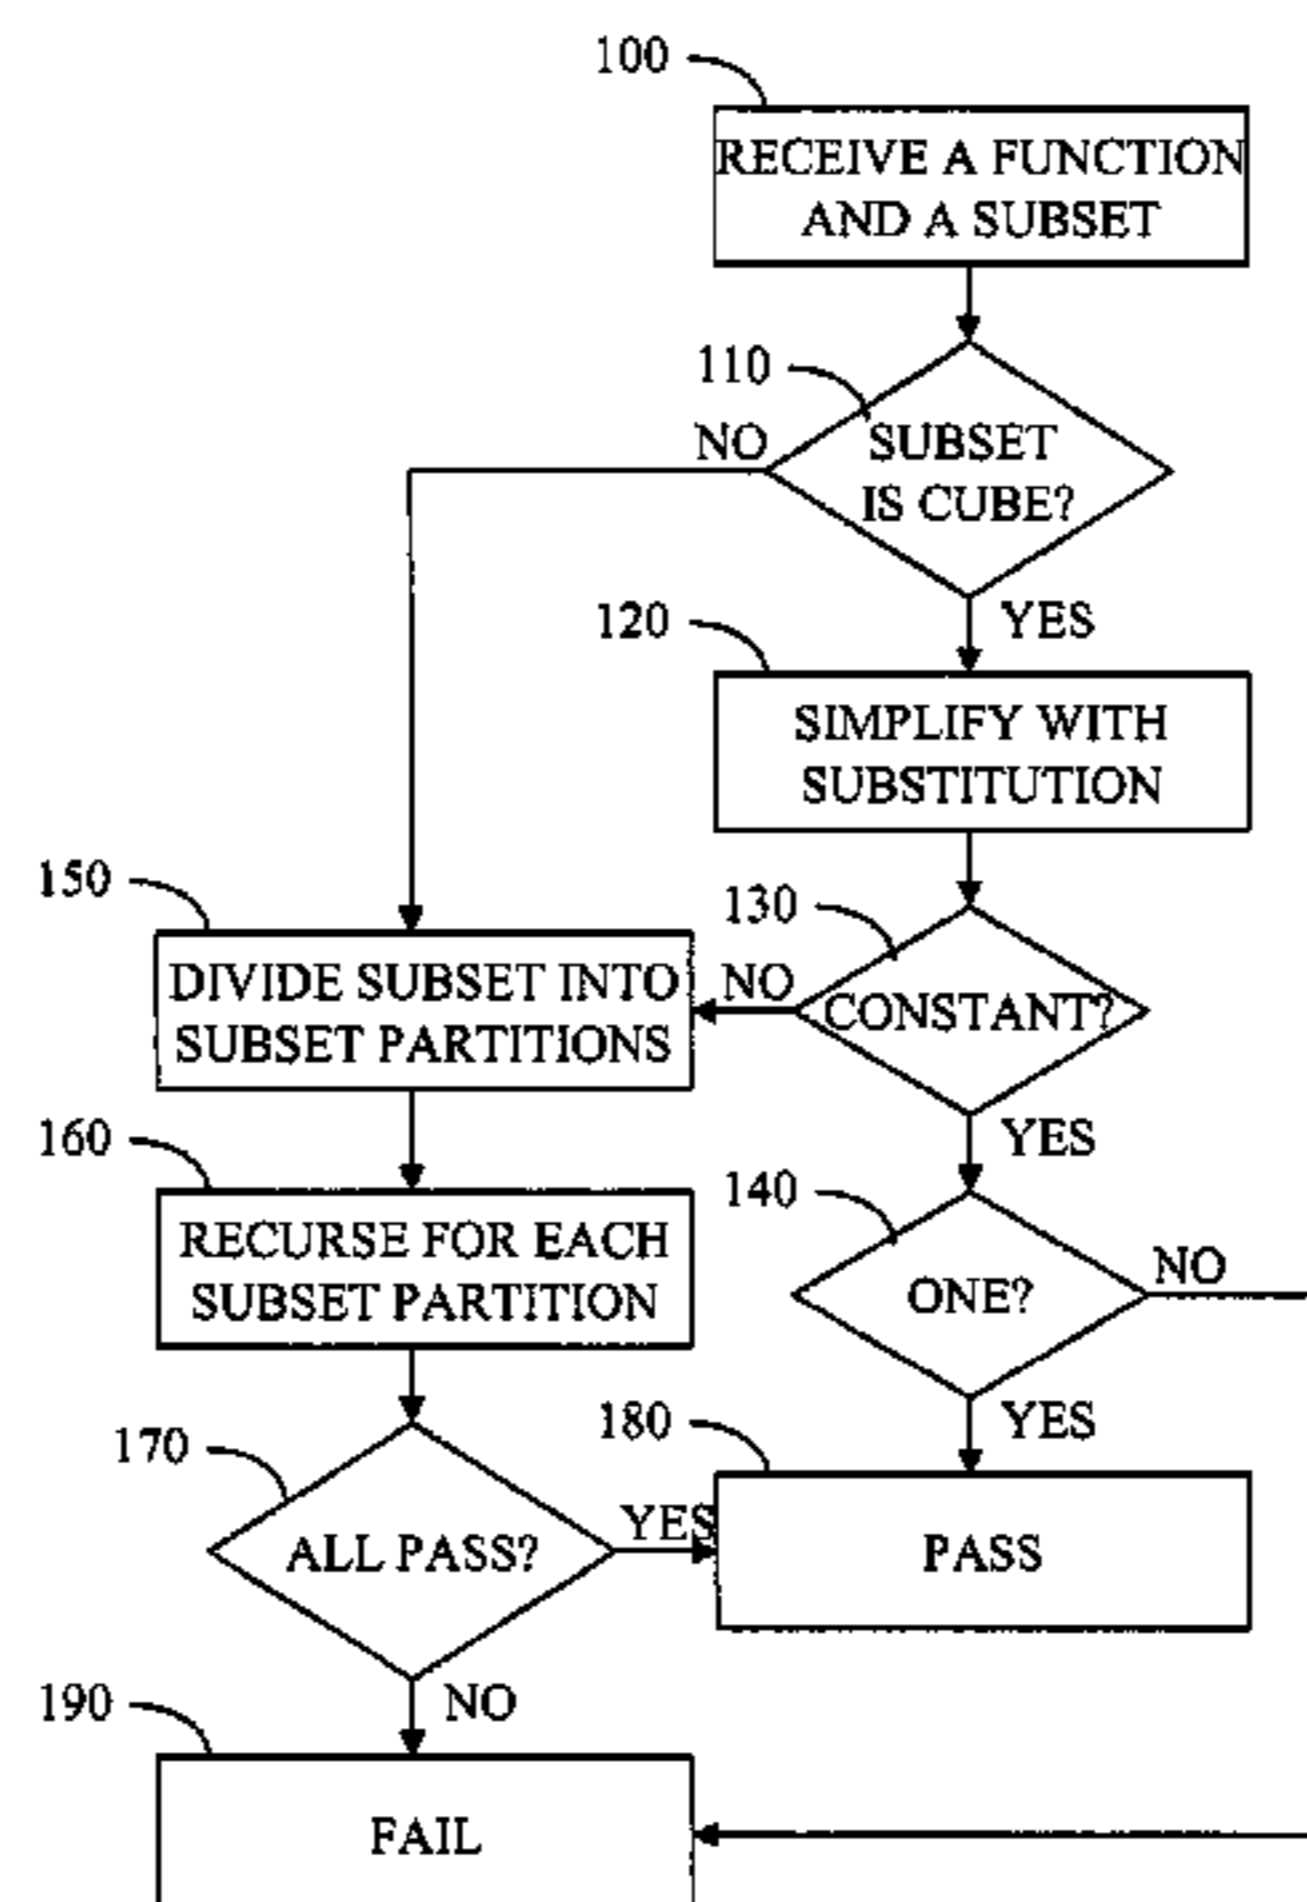 100
RECEIVE A FUNCTION
AND A SUBSET
110
NO
SUBSET
IS CUBE?
YES
120
SIMPLIFY WITH
SUBSTITUTION
150
130
DIVIDE SUBSET INTO
SUBSET PARTITIONS
NO
CONSTANT?
YES
160
140
RECURSE FOR EACH
SUBSET PARTITION
ONE?
NO
YES
170
180
ALL PASS?
YES
PASS
NO
190
FAIL